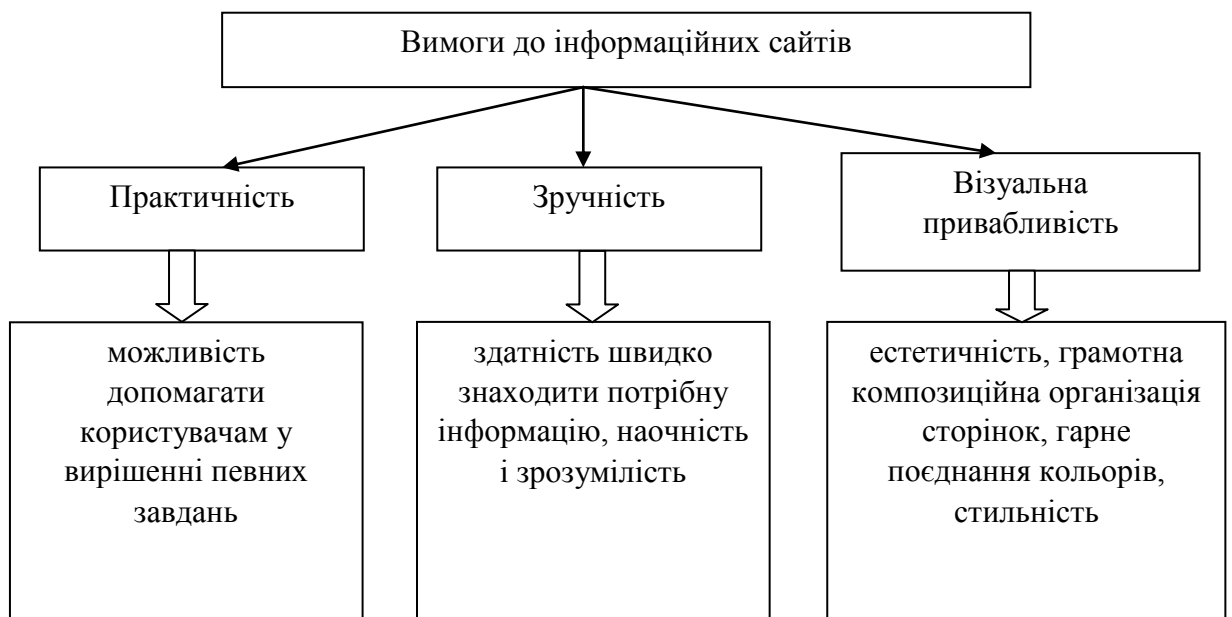 Вимоги до інформаційних сайтів
Практичність
Зручність
Візуальна
привабливість
можливість
допомагати
користувачам у
вирішенні певних
завдань
здатність швидко
знаходити потрібну
інформацію, наочність
і зрозумілість
естетичність, грамотна
композиційна організація
сторінок, гарне
поєднання кольорів,
стильність